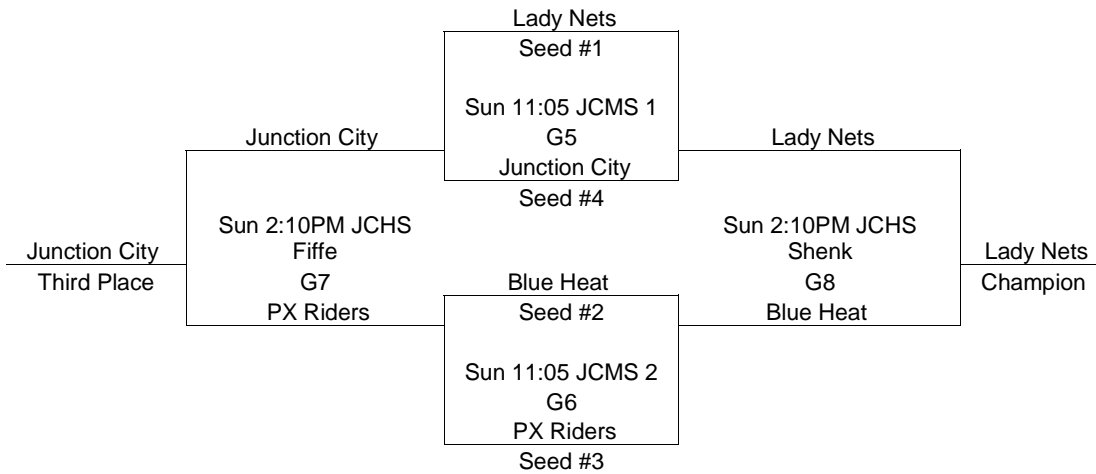 Lady Nets
Seed #1
Sun 11:05 JCMS 1
Junction City
G5
Lady Nets
Junction City
Seed #4
Sun 2:10PM JCHS
Sun 2:10PM JCHS
Junction City
Fiffe
Shenk
Lady Nets
Third Place
G7
Blue Heat
G8
Champion
PX Riders
Seed #2
Blue Heat
Sun 11:05 JCMS 2
G6
PX Riders
Seed #3